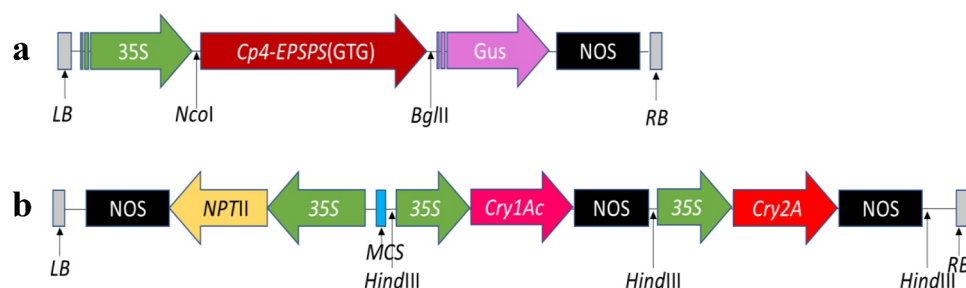 a
35S Cp4-EPSPS(GTG) Gus NOS
LB NcoI BglII RB
b
NOS NPTII 35S 35S Cry1Ac NOS 35S Cry2A NOS
LB MCS HindIII HindIII HindIII RB